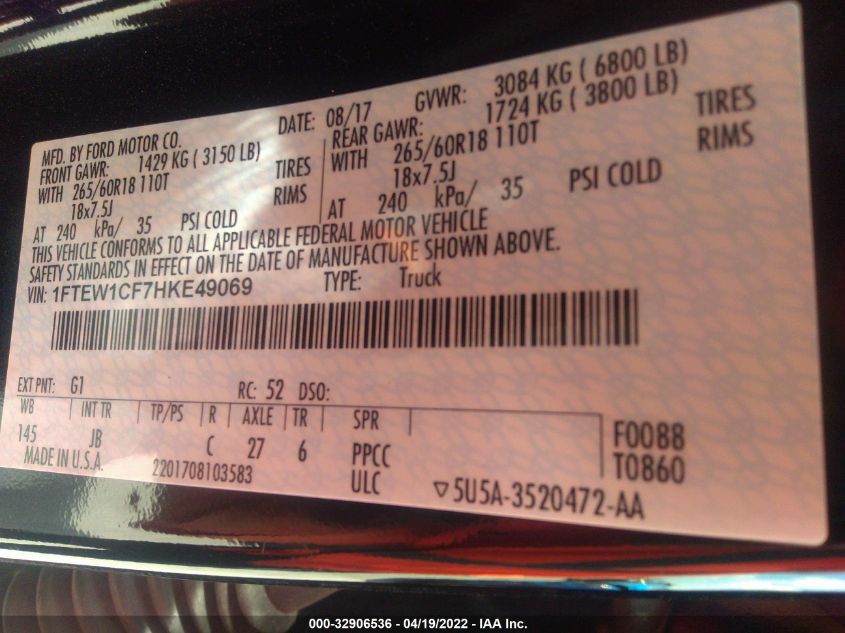 MFD. BY FORD MOTOR CO.
DATE: 08/17
GVWR: 3084 KG ( 6800 LB)
FRONT GAWR: 1429 KG ( 3150 LB)
WITH 265/60R18 110T TIRES
18x7.5J RIMS
AT 240 kPa/ 35 PSI COLD
REAR GAWR: 1724 KG ( 3800 LB)
WITH 265/60R18 110T TIRES
18x7.5J RIMS
AT 240 kPa/ 35 PSI COLD
THIS VEHICLE CONFORMS TO ALL APPLICABLE FEDERAL MOTOR VEHICLE
SAFETY STANDARDS IN EFFECT ON THE DATE OF MANUFACTURE SHOWN ABOVE.
VIN: 1FTEW1CF7HKE49069 TYPE: Truck
EXT PNT: G1 RC: 52 DSO:
WB INT TR TP/PS R AXLE TR SPR
145 JB C 27 6 PPCC F0088
MADE IN U.S.A. 2201708103583 ULC T0860
▽5U5A-3520472-AA
000-32906536 - 04/19/2022 - IAA Inc.